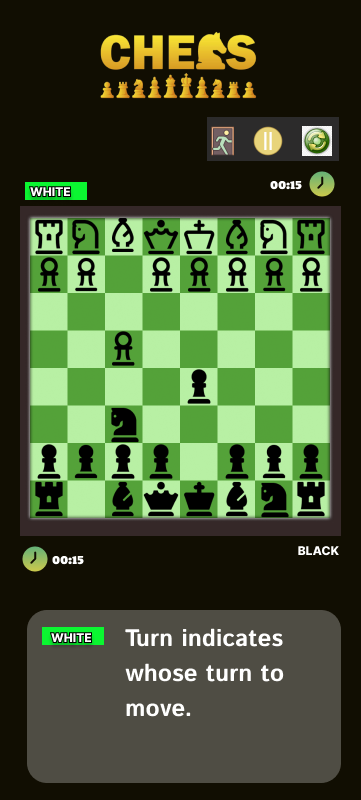 CHESS
00:15
WHITE
00:15
BLACK
WHITE
Turn indicates
whose turn to
move.